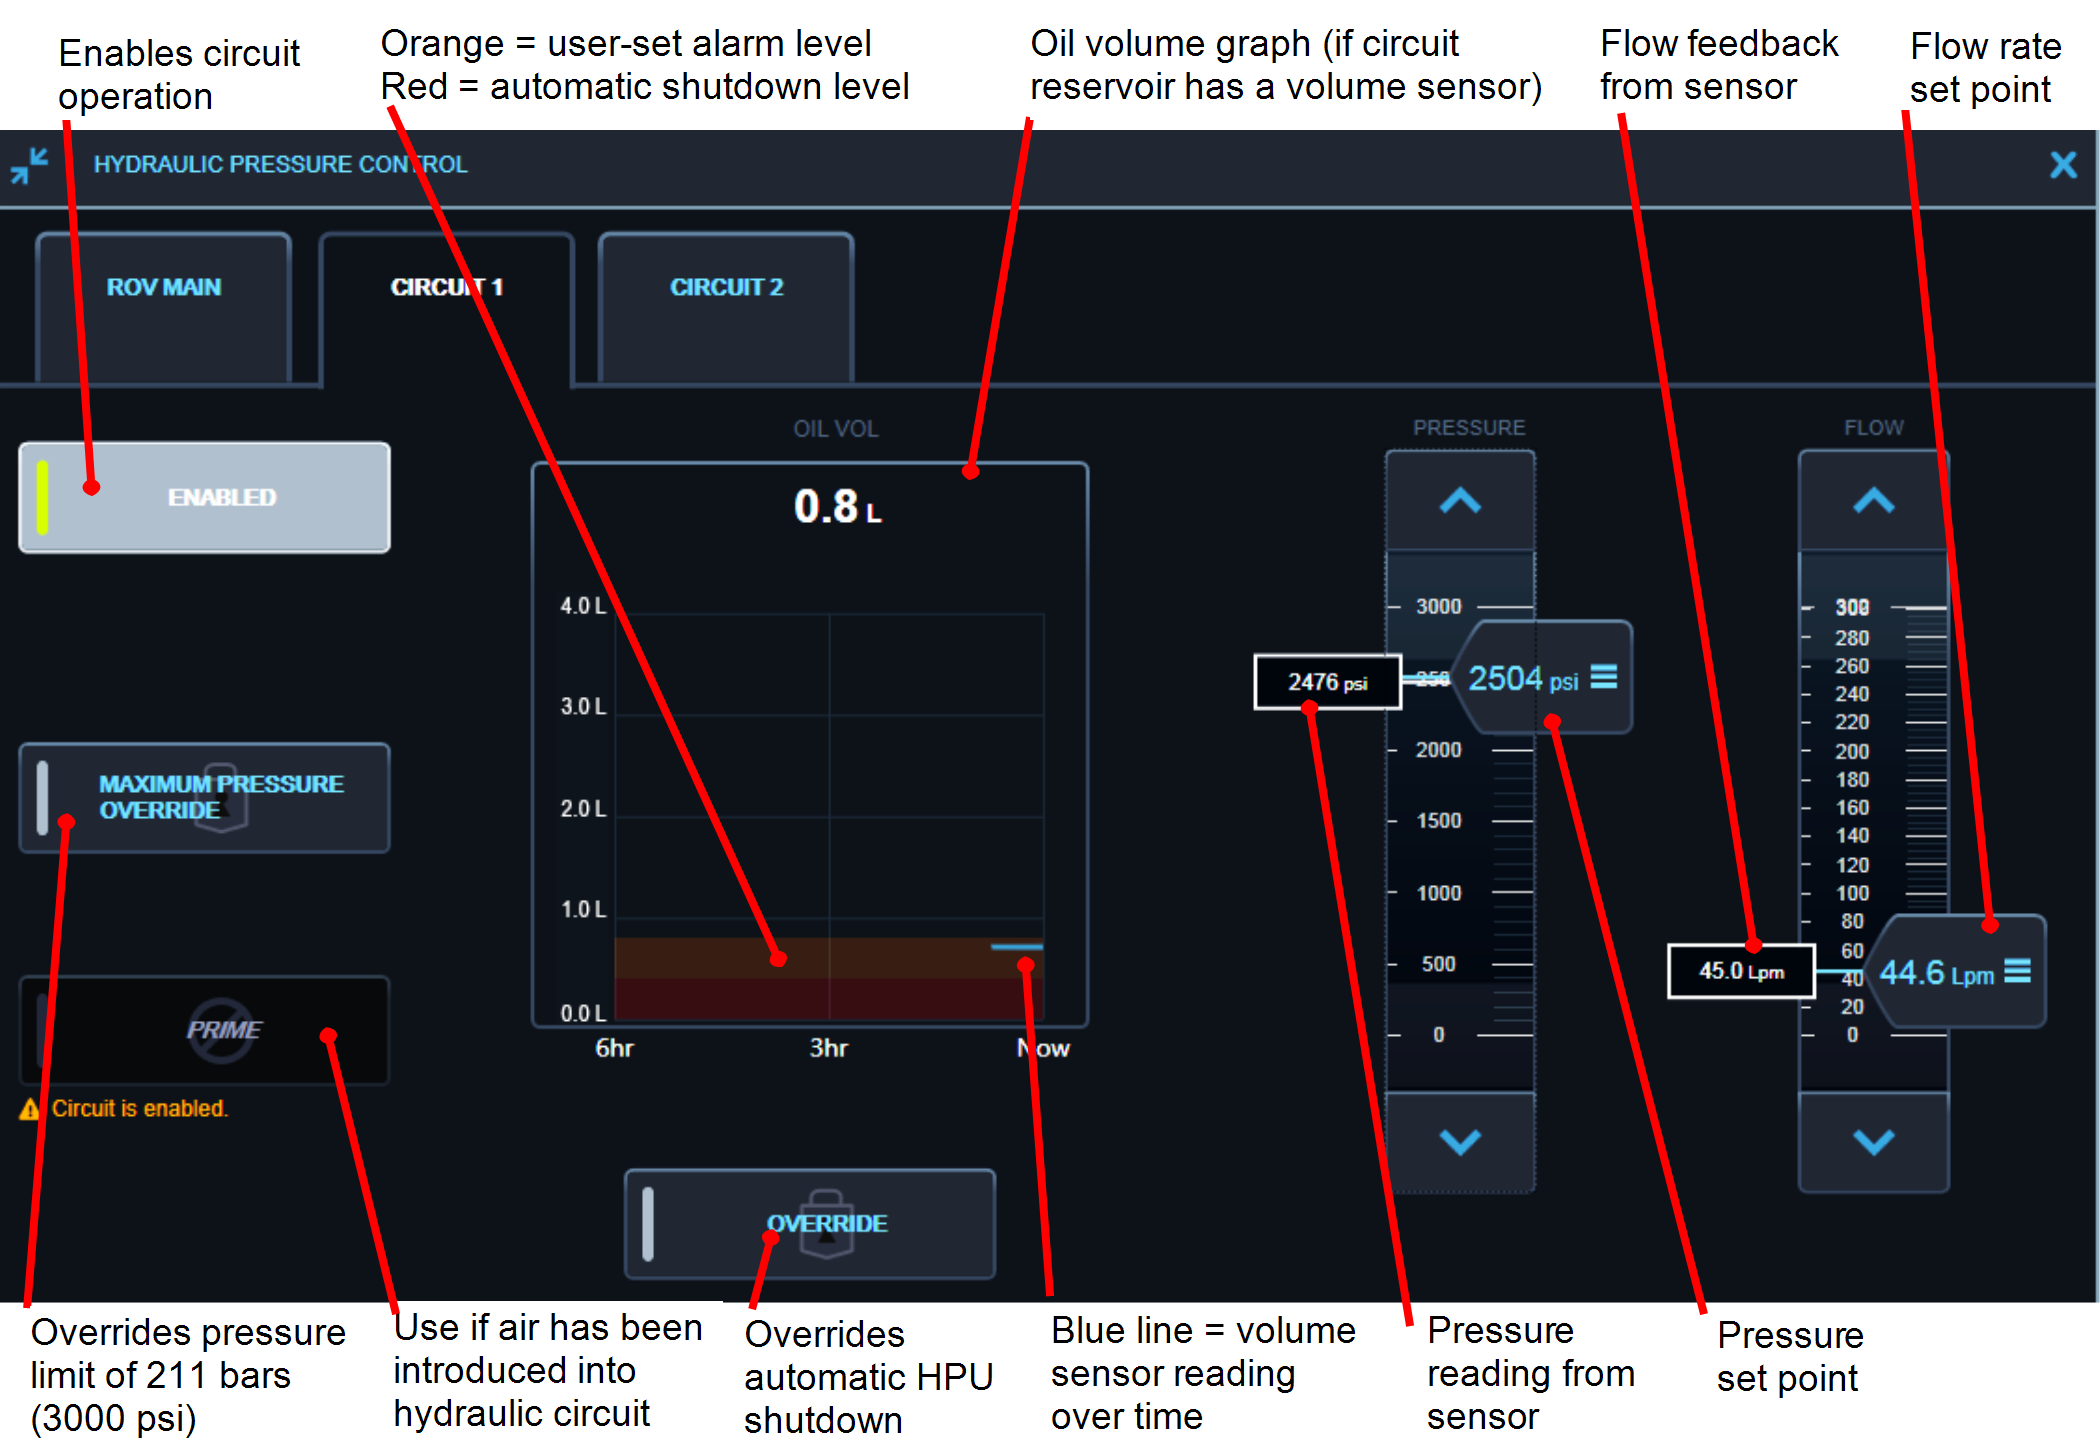 Enables circuit
operation
Orange = user-set alarm level
Red = automatic shutdown level
Oil volume graph (if circuit
reservoir has a volume sensor)
Flow feedback
from sensor
Flow rate
set point
HYDRAULIC PRESSURE CONTROL
ROV MAIN
CIRCUIT 1
CIRCUIT 2
ENABLED
MAXIMUM PRESSURE
OVERRIDE
PRIME
Circuit is enabled.
OIL VOL
0.8 L
4.0 L
3.0 L
2.0 L
1.0 L
0.0 L
6hr 3hr Now
OVERRIDE
PRESSURE
3000
2476 psi
2504 psi
2000
1500
1000
500
0
FLOW
280
260
240
220
200
180
160
140
120
100
80
60
45.0 Lpm
44.6 Lpm
40
20
0
Overrides pressure
limit of 211 bars
(3000 psi)
Use if air has been
introduced into
hydraulic circuit
Overrides
automatic HPU
shutdown
Blue line = volume
sensor reading
over time
Pressure
reading from
sensor
Pressure
set point